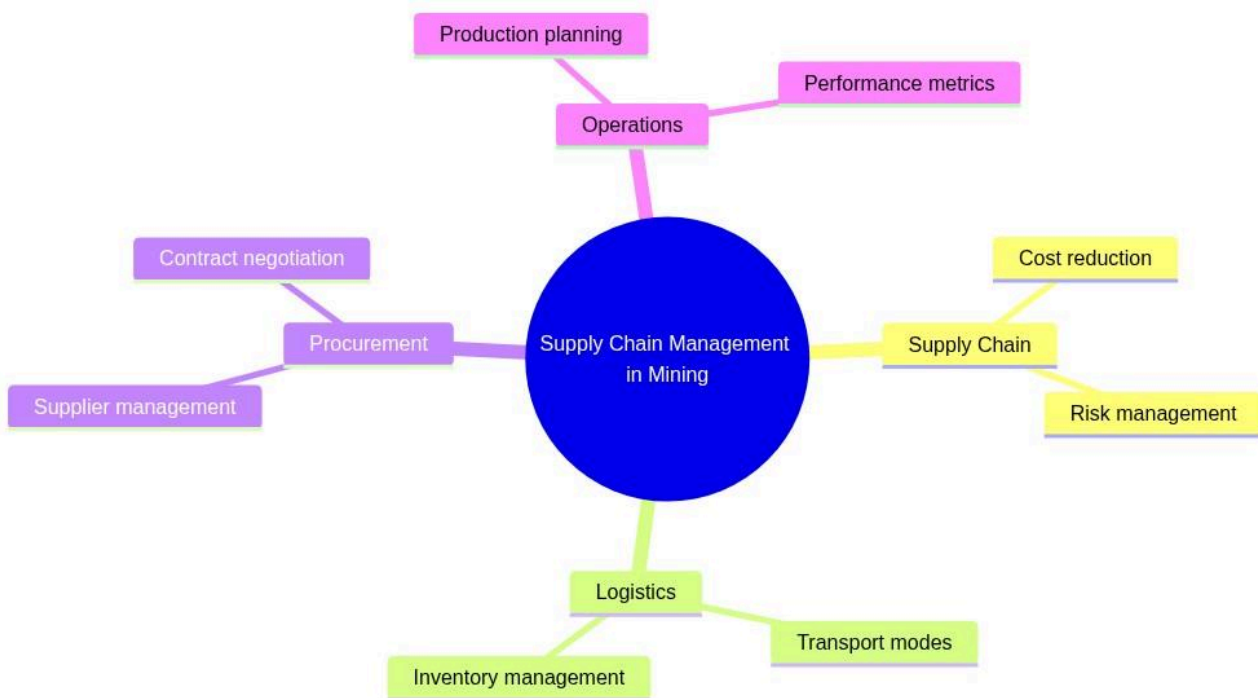 Production planning
Performance metrics
Operations
Contract negotiation
Cost reduction
Procurement
Supply Chain Management
in Mining
Supply Chain
Supplier management
Risk management
Logistics
Transport modes
Inventory management